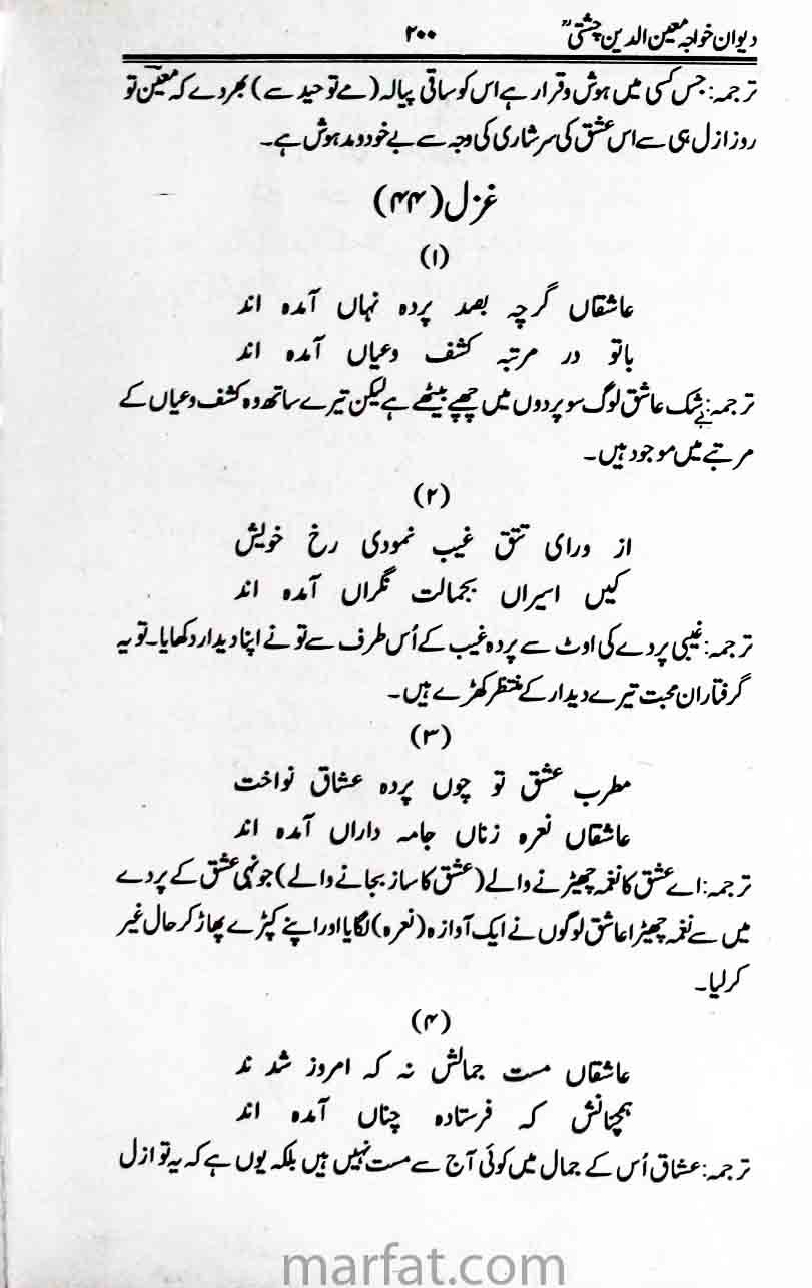 دیوان خواجہ معین الدین چشتیؒ ۲۰۰
ترجمہ: جس کسی میں ہوش و قرار ہے اس کو ساقی پیالہ (مے توحید سے) بھر دے کہ معینؔ تو
روز ازل ہی سے اس عشق کی سرشاری کی وجہ سے بے خود و مدہوش ہے۔
غزل (۴۴)
(۱)
عاشقاں گرچہ بصد پردہ نہاں آمدہ اند
باتو در مرتبہ کشف وعیاں آمدہ اند
ترجمہ: بے شک عاشق لوگ سو پردوں میں چھپے بیٹھے ہے لیکن تیرے ساتھ وہ کشف وعیاں کے
مرتبے میں موجود ہیں۔
(۲)
از ورای تتق غیب نمودی رخ خویش
کیں اسیراں بجمالت نگراں آمدہ اند
ترجمہ: غیبی پردے کی اوٹ سے پردہ غیب کے اُس طرف سے تو نے اپنا دیدار دکھایا۔ تو یہ
گرفتاران محبت تیرے دیدار کے منتظر کھڑے ہیں۔
(۳)
مطرب عشق تو چوں پردہ عشاق نواخت
عاشقاں نعرہ زناں جامہ داراں آمدہ اند
ترجمہ: اے عشق کا نغمہ چھیڑنے والے (عشق کا ساز بجانے والے) جونہی عشق کے پردے
میں سے نغمہ چھیڑا عاشق لوگوں نے ایک آوازہ (نعرہ) لگایا اور اپنے کپڑے پھاڑ کر حال غیر
کرلیا۔
(۴)
عاشقاں مست جمالش نہ کہ امروز شد ند
ہمچنانش کہ فرستادہ چناں آمدہ اند
ترجمہ: عشاق اُس کے جمال میں کوئی آج سے مست نہیں ہیں بلکہ یوں ہے کہ یہ تو ازل
marfat.com